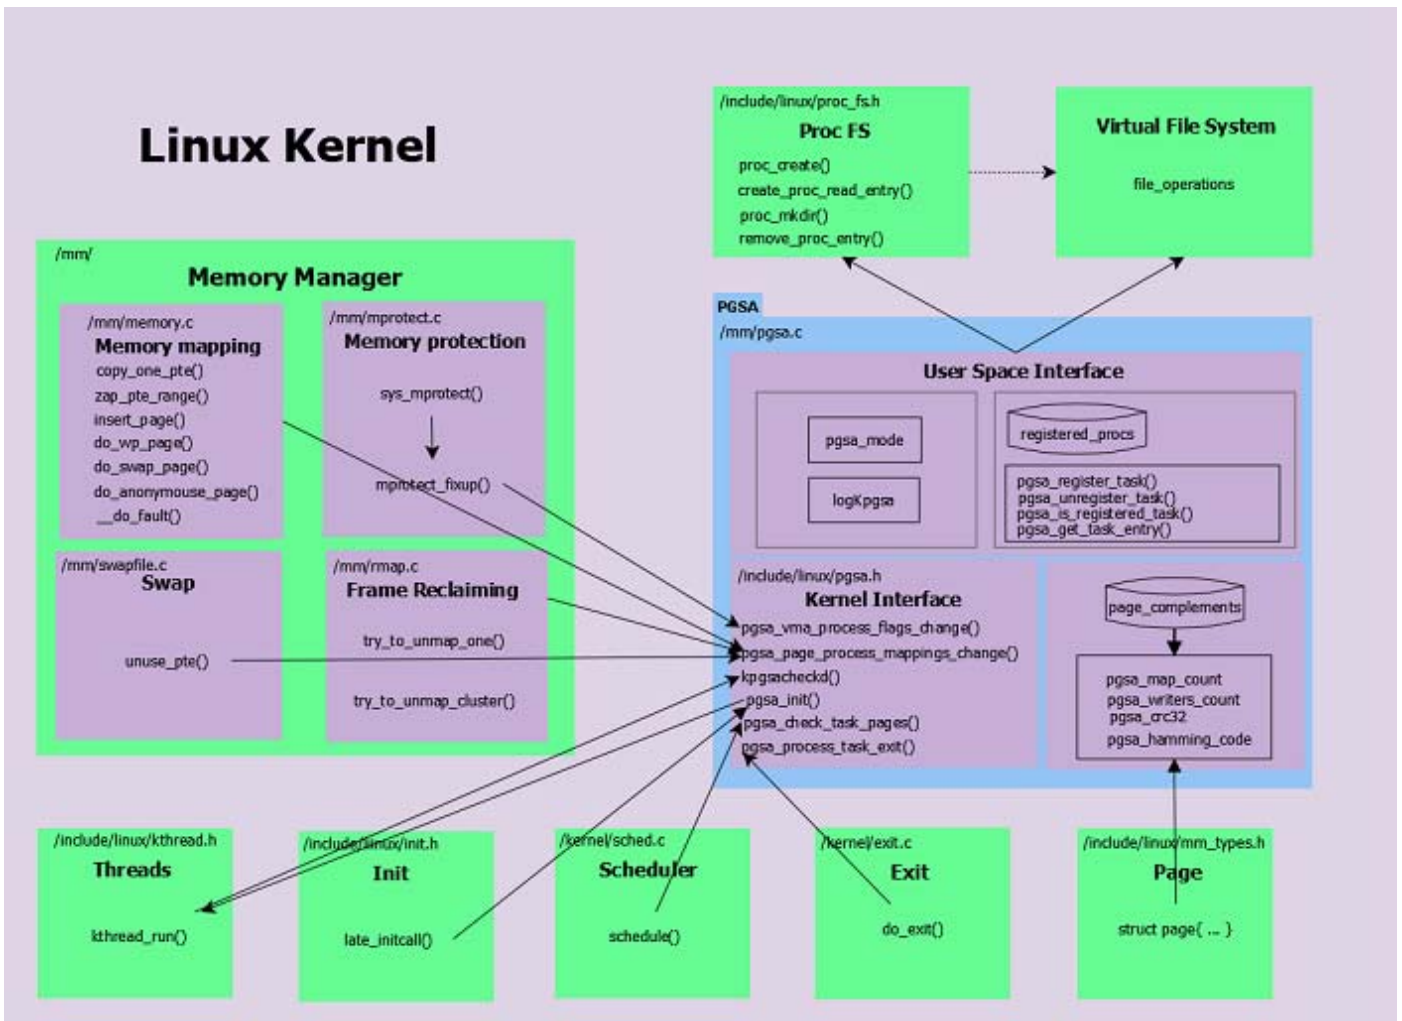 Linux Kernel
/include/linux/proc_fs.h
Proc FS
proc_create()
create_proc_read_entry()
proc_mkdir()
remove_proc_entry()
Virtual File System
file_operations
/mm/
Memory Manager
/mm/memory.c
Memory mapping
copy_one_pte()
zap_pte_range()
insert_page()
do_wp_page()
do_swap_page()
do_anonymouse_page()
__do_fault()
/mm/mprotect.c
Memory protection
sys_mprotect()
mprotect_fixup()
/mm/swapfile.c
Swap
unuse_pte()
/mm/rmap.c
Frame Reclaiming
try_to_unmap_one()
try_to_unmap_cluster()
PGSA
/mm/pgsa.c
User Space Interface
pgsa_mode
logKpgsa
registered_procs
pgsa_register_task()
pgsa_unregister_task()
pgsa_is_registered_task()
pgsa_get_task_entry()
/include/linux/pgsa.h
Kernel Interface
pgsa_vma_process_flags_change()
pgsa_page_process_mappings_change()
kpgsacheckd()
pgsa_init()
pgsa_check_task_pages()
pgsa_process_task_exit()
page_complements
pgsa_map_count
pgsa_writers_count
pgsa_crc32
pgsa_hamming_code
/include/linux/kthread.h
Threads
kthread_run()
/include/linux/init.h
Init
late_initcall()
/kernel/sched.c
Scheduler
schedule()
/kernel/exit.c
Exit
do_exit()
/include/linux/mm_types.h
Page
struct page{ ... }